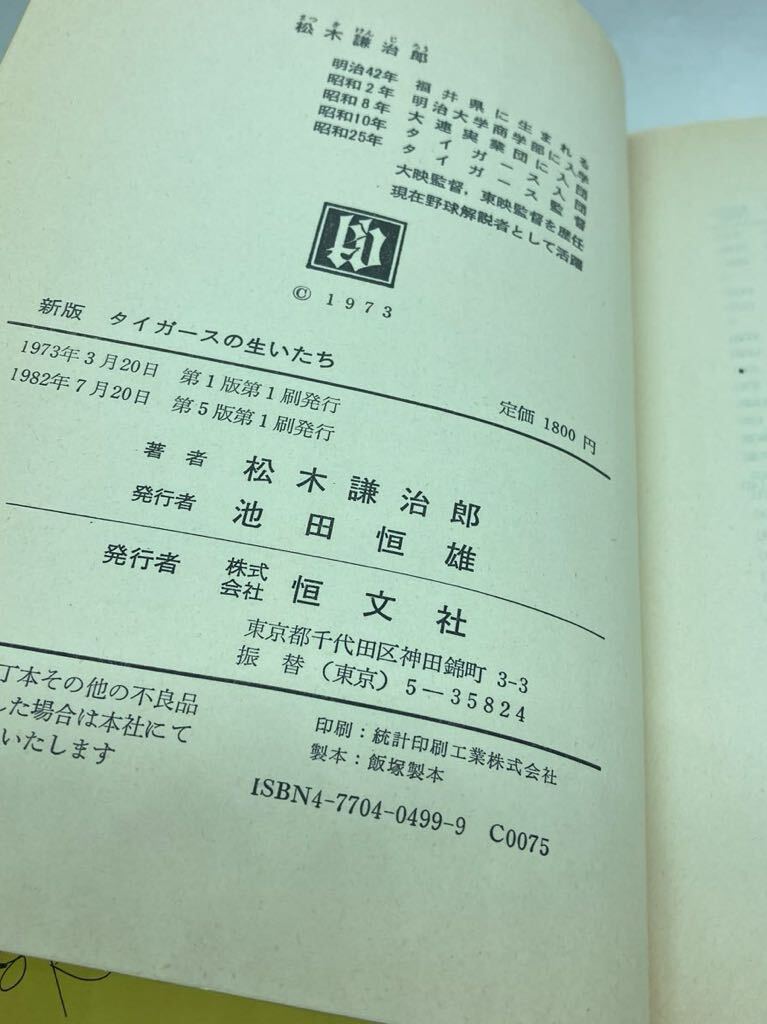 まつ き けん じ ろう
松木謙治郎
明治42年 福井県に生まれる
昭和2年 明治大学商学部に入学
昭和8年 大連実業団に入団
昭和10年 タイガース入団
昭和25年 タイガース監督
大映監督，東映監督を歴任
現在野球解説者として活躍
© 1973
新版 タイガースの生いたち
1973年3月20日 第1版第1刷発行
1982年7月20日 第5版第1刷発行
定価 1800 円
著者 松木謙治郎
発行者 池田恒雄
発行者 株式会社 恒文社
東京都千代田区神田錦町 3-3
振替（東京）5―35824
丁本その他の不良品
した場合は本社にて
いたします
印刷：統計印刷工業株式会社
製本：飯塚製本
ISBN4-7704-0499-9 C0075